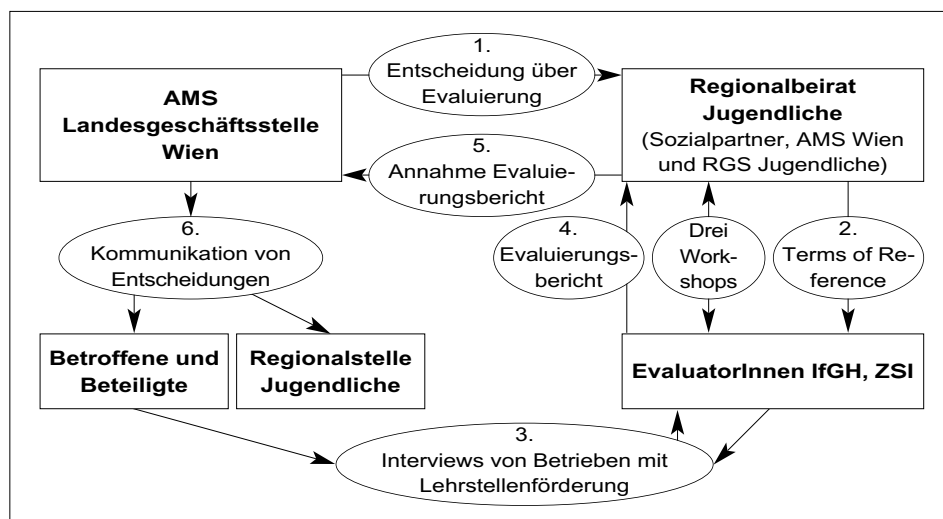 1.
Entscheidung über
Evaluierung
AMS
Landesgeschäftsstelle
Wien
Regionalbeirat
Jugendliche
(Sozialpartner, AMS Wien
und RGS Jugendliche)
5.
Annahme Evaluie-
rungsbericht
6.
Kommunikation von
Entscheidungen
4.
Evaluierungs-
bericht
Drei
Work-
shops
2.
Terms of Re-
ference
Betroffene und
Beteiligte
Regionalstelle
Jugendliche
EvaluatorInnen IfGH, ZSI
3.
Interviews von Betrieben mit
Lehrstellenförderung